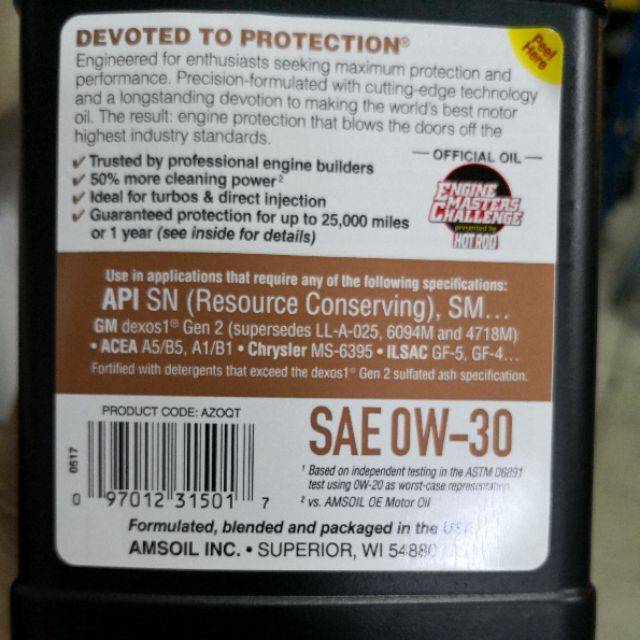 DEVOTED TO PROTECTION®
Peel
Here
Engineered for enthusiasts seeking maximum protection and
performance. Precision-formulated with cutting-edge technology
and a longstanding devotion to making the world's best motor
oil. The result: engine protection that blows the doors off the
highest industry standards.
✓ Trusted by professional engine builders
✓ 50% more cleaning power²
✓ Ideal for turbos & direct injection
✓ Guaranteed protection for up to 25,000 miles
or 1 year (see inside for details)
OFFICIAL OIL
ENGINE
MASTERS
CHALLENGE
presented by
HOT ROD
Use in applications that require any of the following specifications:
API SN (Resource Conserving), SM...
GM dexos1® Gen 2 (supersedes LL-A-025, 6094M and 4718M)
• ACEA A5/B5, A1/B1 • Chrysler MS-6395 • ILSAC GF-5, GF-4...
Fortified with detergents that exceed the dexos1® Gen 2 sulfated ash specification.
PRODUCT CODE: AZOQT
0517
0 97012 31501 7
SAE 0W-30
¹ Based on independent testing in the ASTM D6891
test using 0W-20 as worst-case representation.
² vs. AMSOIL OE Motor Oil
Formulated, blended and packaged in the USA
AMSOIL INC. • SUPERIOR, WI 54880